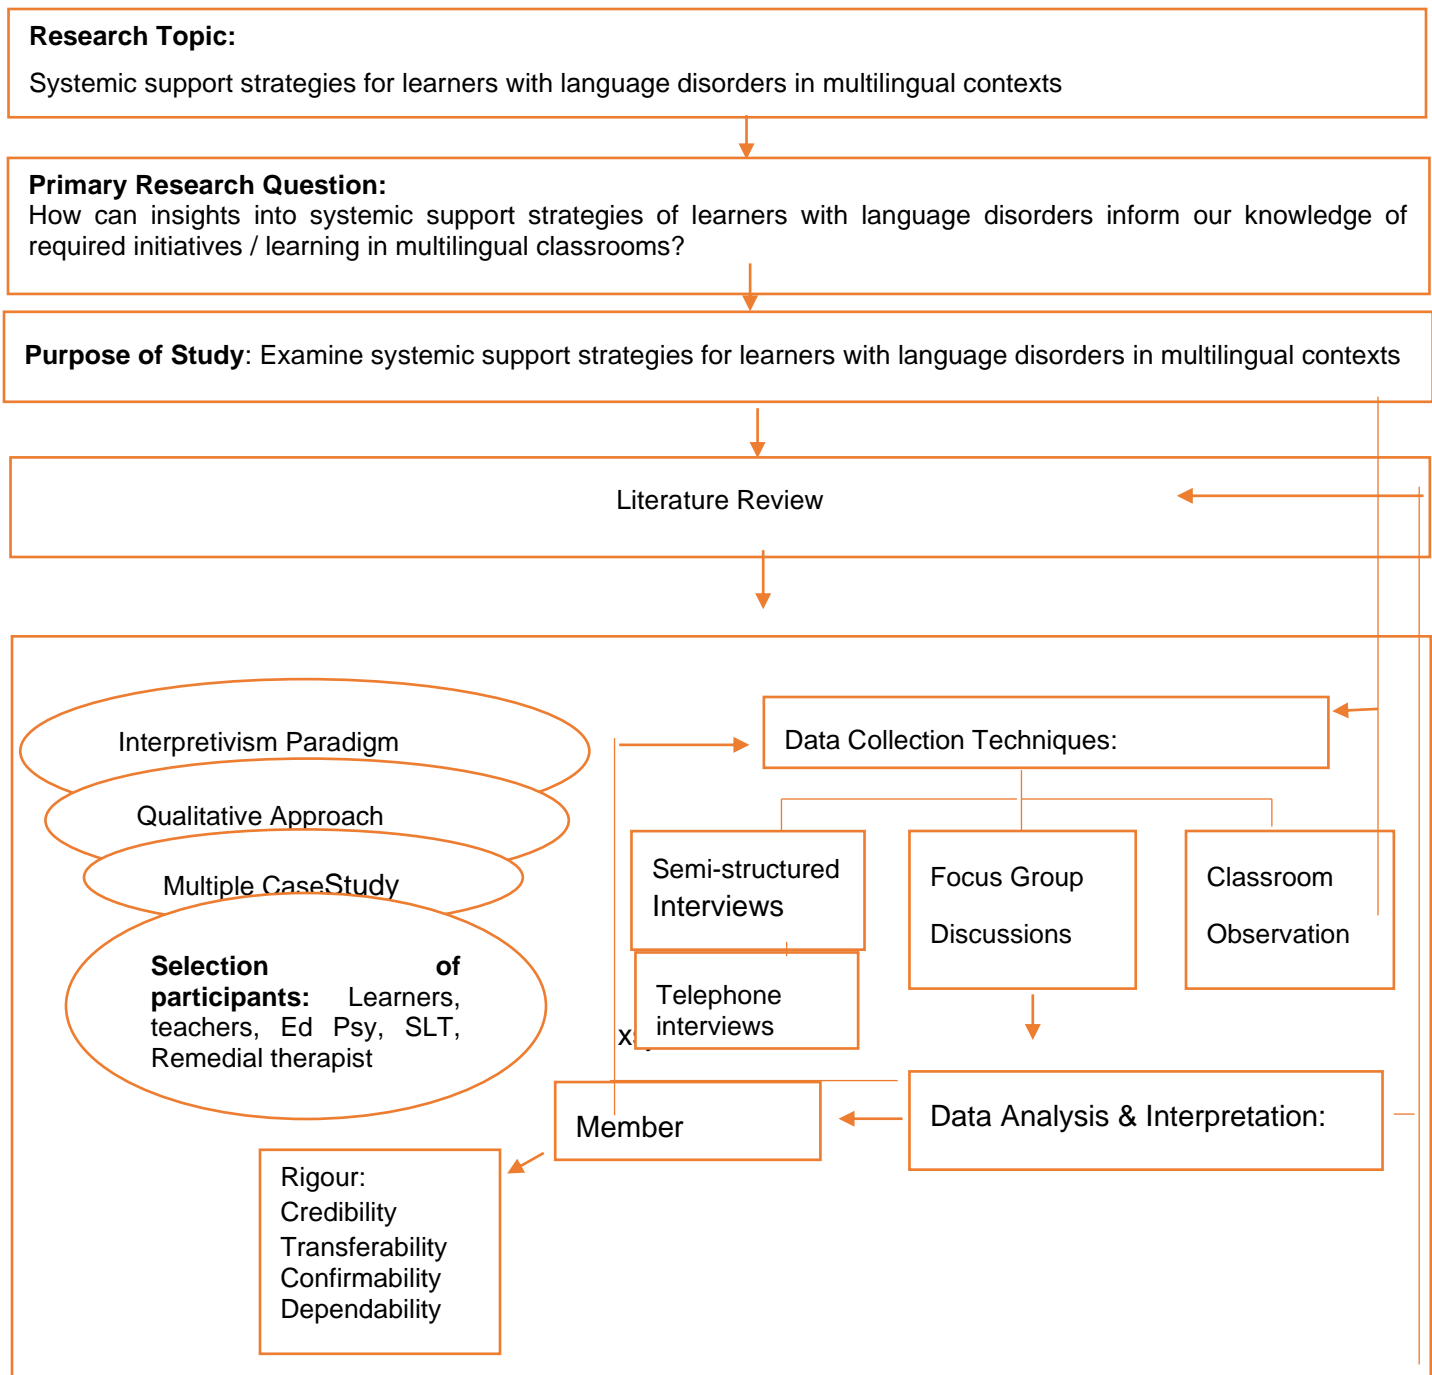 Research Topic:
Systemic support strategies for learners with language disorders in multilingual contexts
Primary Research Question:
How can insights into systemic support strategies of learners with language disorders inform our knowledge of
required initiatives / learning in multilingual classrooms?
Purpose of Study: Examine systemic support strategies for learners with language disorders in multilingual contexts
Literature Review
Interpretivism Paradigm
Qualitative Approach
Multiple CaseStudy
Selection of
participants: Learners,
teachers, Ed Psy, SLT,
Remedial therapist
Data Collection Techniques:
Semi-structured
Interviews
Telephone
interviews
Focus Group
Discussions
Classroom
Observation
Data Analysis & Interpretation:
Member
Rigour:
Credibility
Transferability
Confirmability
Dependability